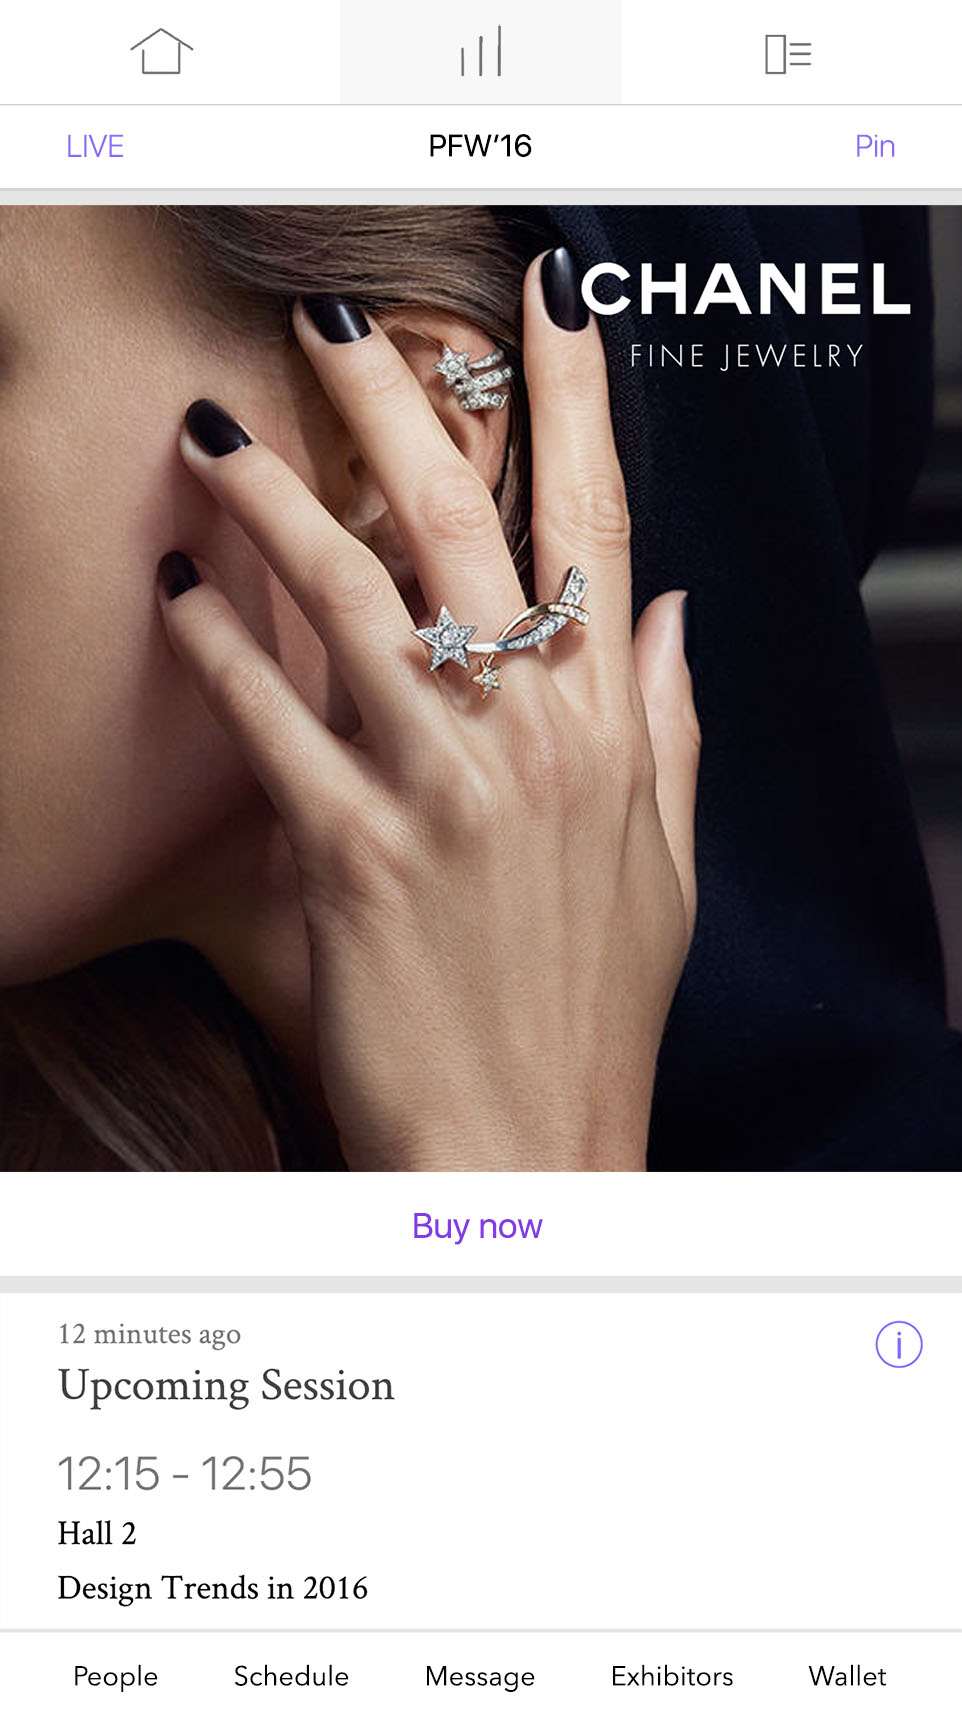 LIVE PFW'16 Pin
CHANEL
FINE JEWELRY
Buy now
12 minutes ago
Upcoming Session
12:15 - 12:55
Hall 2
Design Trends in 2016
People Schedule Message Exhibitors Wallet